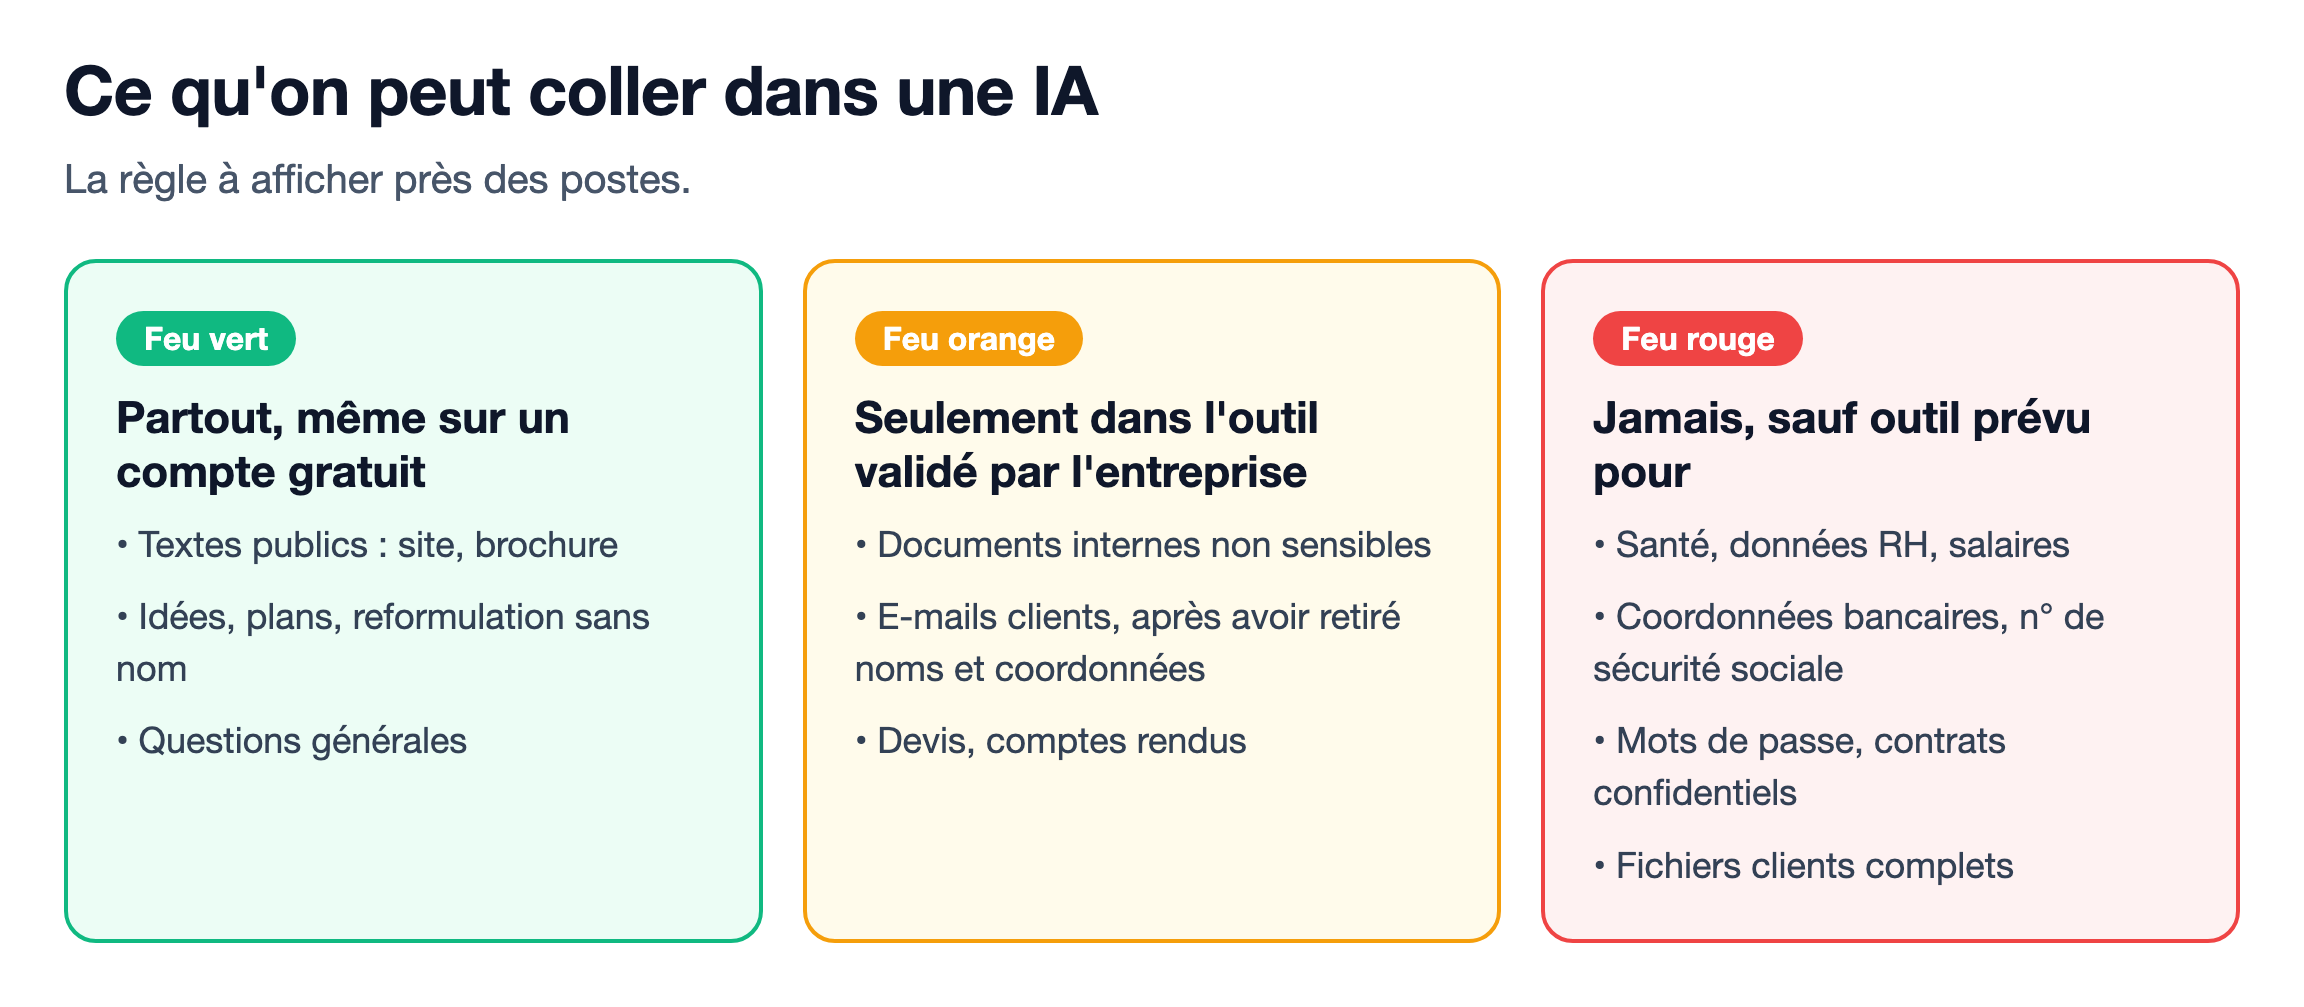 Ce qu'on peut coller dans une IA
La règle à afficher près des postes.
Feu vert
Partout, même sur un
compte gratuit
• Textes publics : site, brochure
• Idées, plans, reformulation sans
nom
• Questions générales
Feu orange
Seulement dans l'outil
validé par l'entreprise
• Documents internes non sensibles
• E-mails clients, après avoir retiré
noms et coordonnées
• Devis, comptes rendus
Feu rouge
Jamais, sauf outil prévu
pour
• Santé, données RH, salaires
• Coordonnées bancaires, n° de
sécurité sociale
• Mots de passe, contrats
confidentiels
• Fichiers clients complets